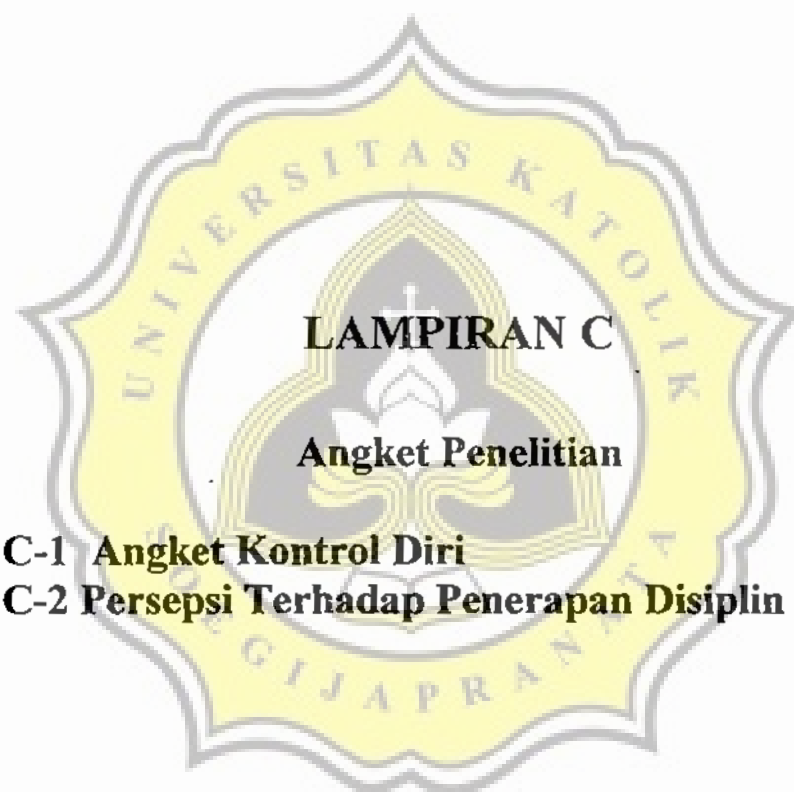 UNIVERSITAS KATOLIK
LAMPIRAN C
Angket Penelitian
C-1 Angket Kontrol Diri
C-2 Persepsi Terhadap Penerapan Disiplin
SOEGIJAPRANATA